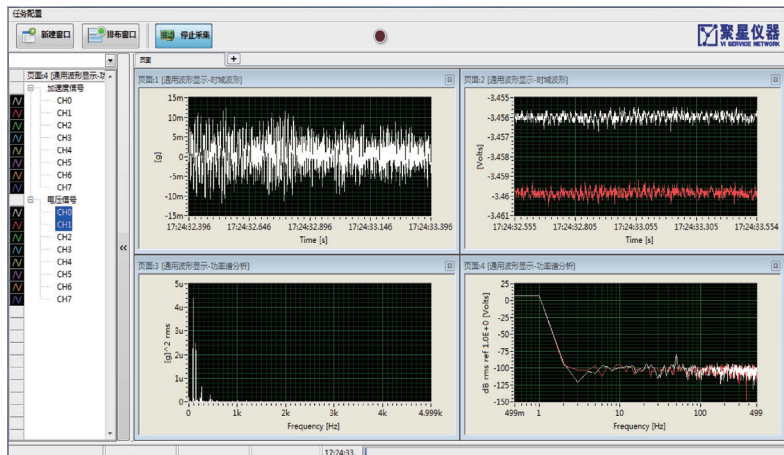 任务配置
新建窗口
排布窗口
停止采集
聚星仪器
VI SERVICE NETWORK
页面
+
页面:4 [通用波形显示-功
加速度信号
CH0
CH1
CH2
CH3
CH4
CH5
CH6
CH7
电压信号
CH0
CH1
CH2
CH3
CH4
CH5
CH6
CH7
«
页面:1 [通用波形显示-时域波形]
15m
10m
5m
0
-5m
-10m
-15m
[g]
17:24:32.396 17:24:32.646 17:24:32.896 17:24:33.146 17:24:33.396
Time [s]
页面:2 [通用波形显示-时域波形]
-3.455
-3.456
-3.457
-3.458
-3.459
-3.46
-3.461
[Volts]
17:24:32.555 17:24:32.805 17:24:33.055 17:24:33.305 17:24:33.554
Time [s]
页面:3 [通用波形显示-功率谱分析]
5u
4u
3u
2u
1u
0
[g]^2 rms
0 1k 2k 3k 4k 4.999k
Frequency [Hz]
页面:4 [通用波形显示-功率谱分析]
25
0
-25
-50
-75
-100
-125
-150
dB rms ref 1.0E+0 [Volts]
499m 1 10 100 499
Frequency [Hz]
17:24:33